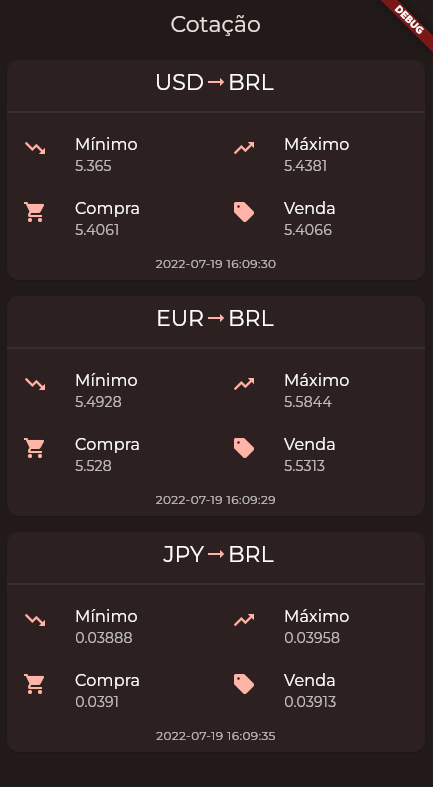 Cotação
DEBUG
USD → BRL
Mínimo Máximo
5.365 5.4381
Compra Venda
5.4061 5.4066
2022-07-19 16:09:30
EUR → BRL
Mínimo Máximo
5.4928 5.5844
Compra Venda
5.528 5.5313
2022-07-19 16:09:29
JPY → BRL
Mínimo Máximo
0.03888 0.03958
Compra Venda
0.0391 0.03913
2022-07-19 16:09:35